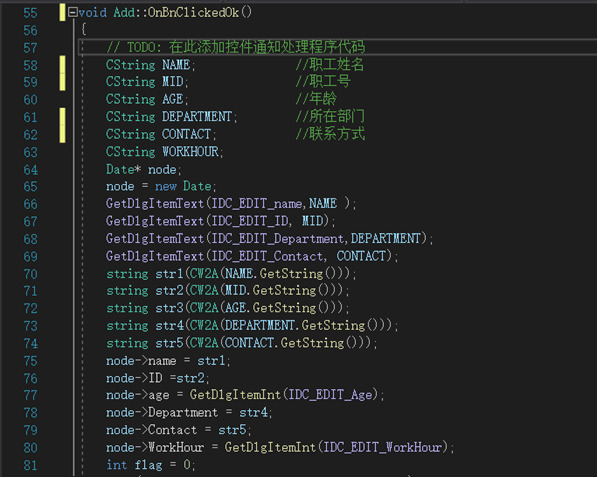 55 void Add::OnBnClickedOk()
56 {
57 // TODO: 在此添加控件通知处理程序代码
58 CString NAME; //职工姓名
59 CString MID; //职工号
60 CString AGE; //年龄
61 CString DEPARTMENT; //所在部门
62 CString CONTACT; //联系方式
63 CString WORKHOUR;
64 Date* node;
65 node = new Date;
66 GetDlgItemText(IDC_EDIT_name,NAME );
67 GetDlgItemText(IDC_EDIT_ID, MID);
68 GetDlgItemText(IDC_EDIT_Department,DEPARTMENT);
69 GetDlgItemText(IDC_EDIT_Contact, CONTACT);
70 string str1(CW2A(NAME.GetString()));
71 string str2(CW2A(MID.GetString()));
72 string str3(CW2A(AGE.GetString()));
73 string str4(CW2A(DEPARTMENT.GetString()));
74 string str5(CW2A(CONTACT.GetString()));
75 node->name = str1;
76 node->ID =str2;
77 node->age = GetDlgItemInt(IDC_EDIT_Age);
78 node->Department = str4;
79 node->Contact = str5;
80 node->WorkHour = GetDlgItemInt(IDC_EDIT_WorkHour);
81 int flag = 0;